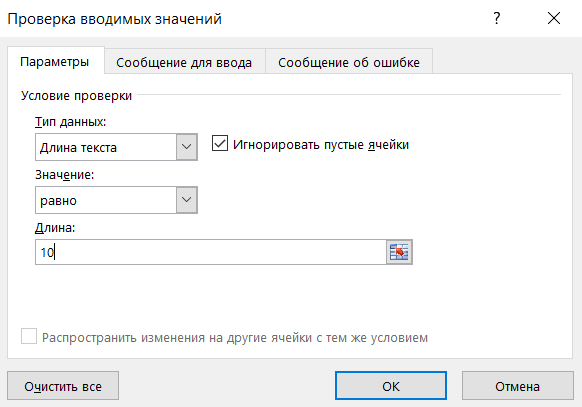 Проверка вводимых значений
?
Параметры
Сообщение для ввода
Сообщение об ошибке
Условие проверки
Тип данных:
Длина текста
Игнорировать пустые ячейки
Значение:
равно
Длина:
10
Распространить изменения на другие ячейки с тем же условием
Очистить все
ОК
Отмена